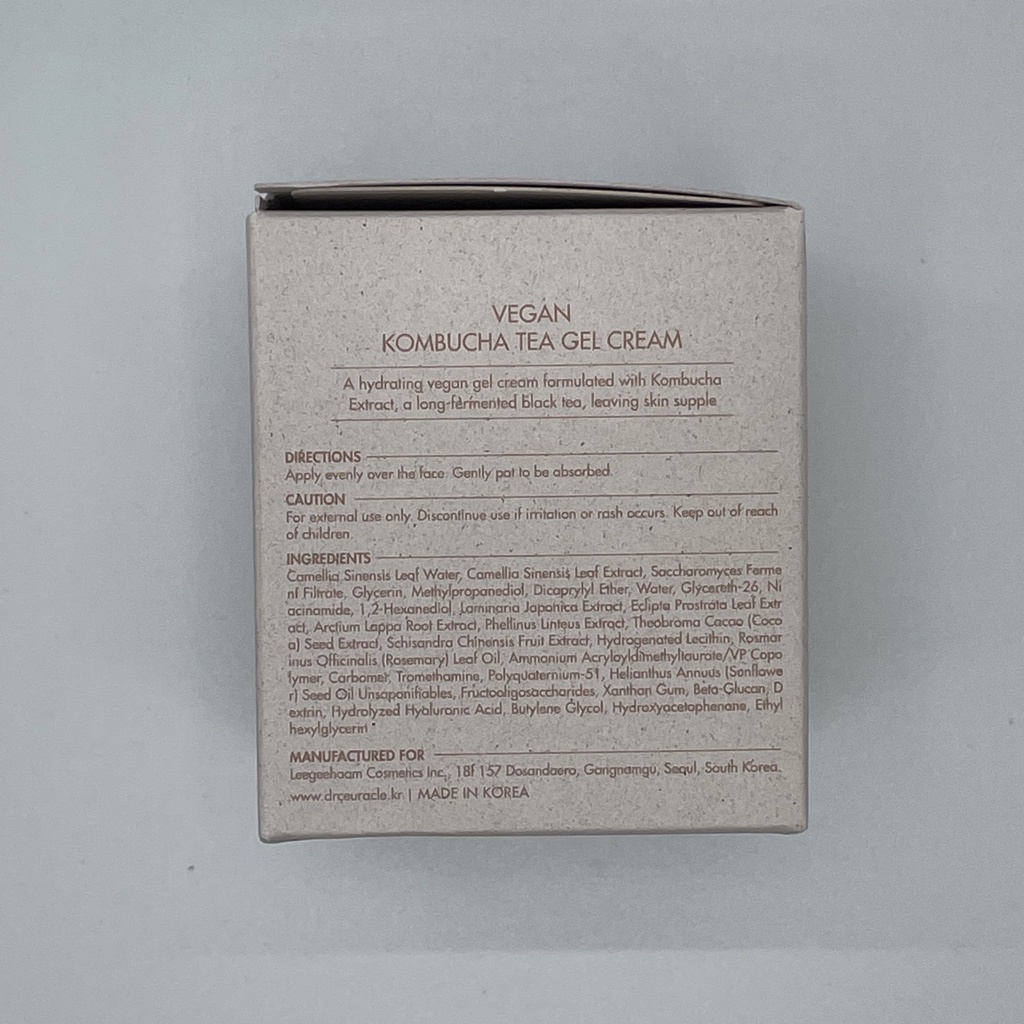 VEGAN
KOMBUCHA TEA GEL CREAM
A hydrating vegan gel cream formulated with Kombucha
Extract, a long-fermented black tea, leaving skin supple
DIRECTIONS
Apply evenly over the face. Gently pat to be absorbed.
CAUTION
For external use only. Discontinue use if irritation or rash occurs. Keep out of reach
of children.
INGREDIENTS
Camellia Sinensis Leaf Water, Camellia Sinensis Leaf Extract, Saccharomyces Ferme
nt Filtrate, Glycerin, Methylpropanediol, Dicaprylyl Ether, Water, Glycereth-26, Ni
acinamide, 1,2-Hexanediol, Laminaria Japonica Extract, Eclipta Prostrata Leaf Extr
act, Arctium Lappa Root Extract, Phellinus Linteus Extract, Theobroma Cacao (Coco
a) Seed Extract, Schisandra Chinensis Fruit Extract, Hydrogenated Lecithin, Rosmar
inus Officinalis (Rosemary) Leaf Oil, Ammonium Acryloyldimethyltaurate/VP Copo
lymer, Carbomer, Tromethamine, Polyquaternium-51, Helianthus Annuus (Sunflowe
r) Seed Oil Unsaponifiables, Fructooligosaccharides, Xanthan Gum, Beta-Glucan, D
extrin, Hydrolyzed Hyaluronic Acid, Butylene Glycol, Hydroxyacetophenone, Ethyl
hexylglycerin
MANUFACTURED FOR
Leegeehaam Cosmetics Inc., 18f 157 Dosandaero, Gangnamgu, Seoul, South Korea.
www.drceuracle.kr | MADE IN KOREA